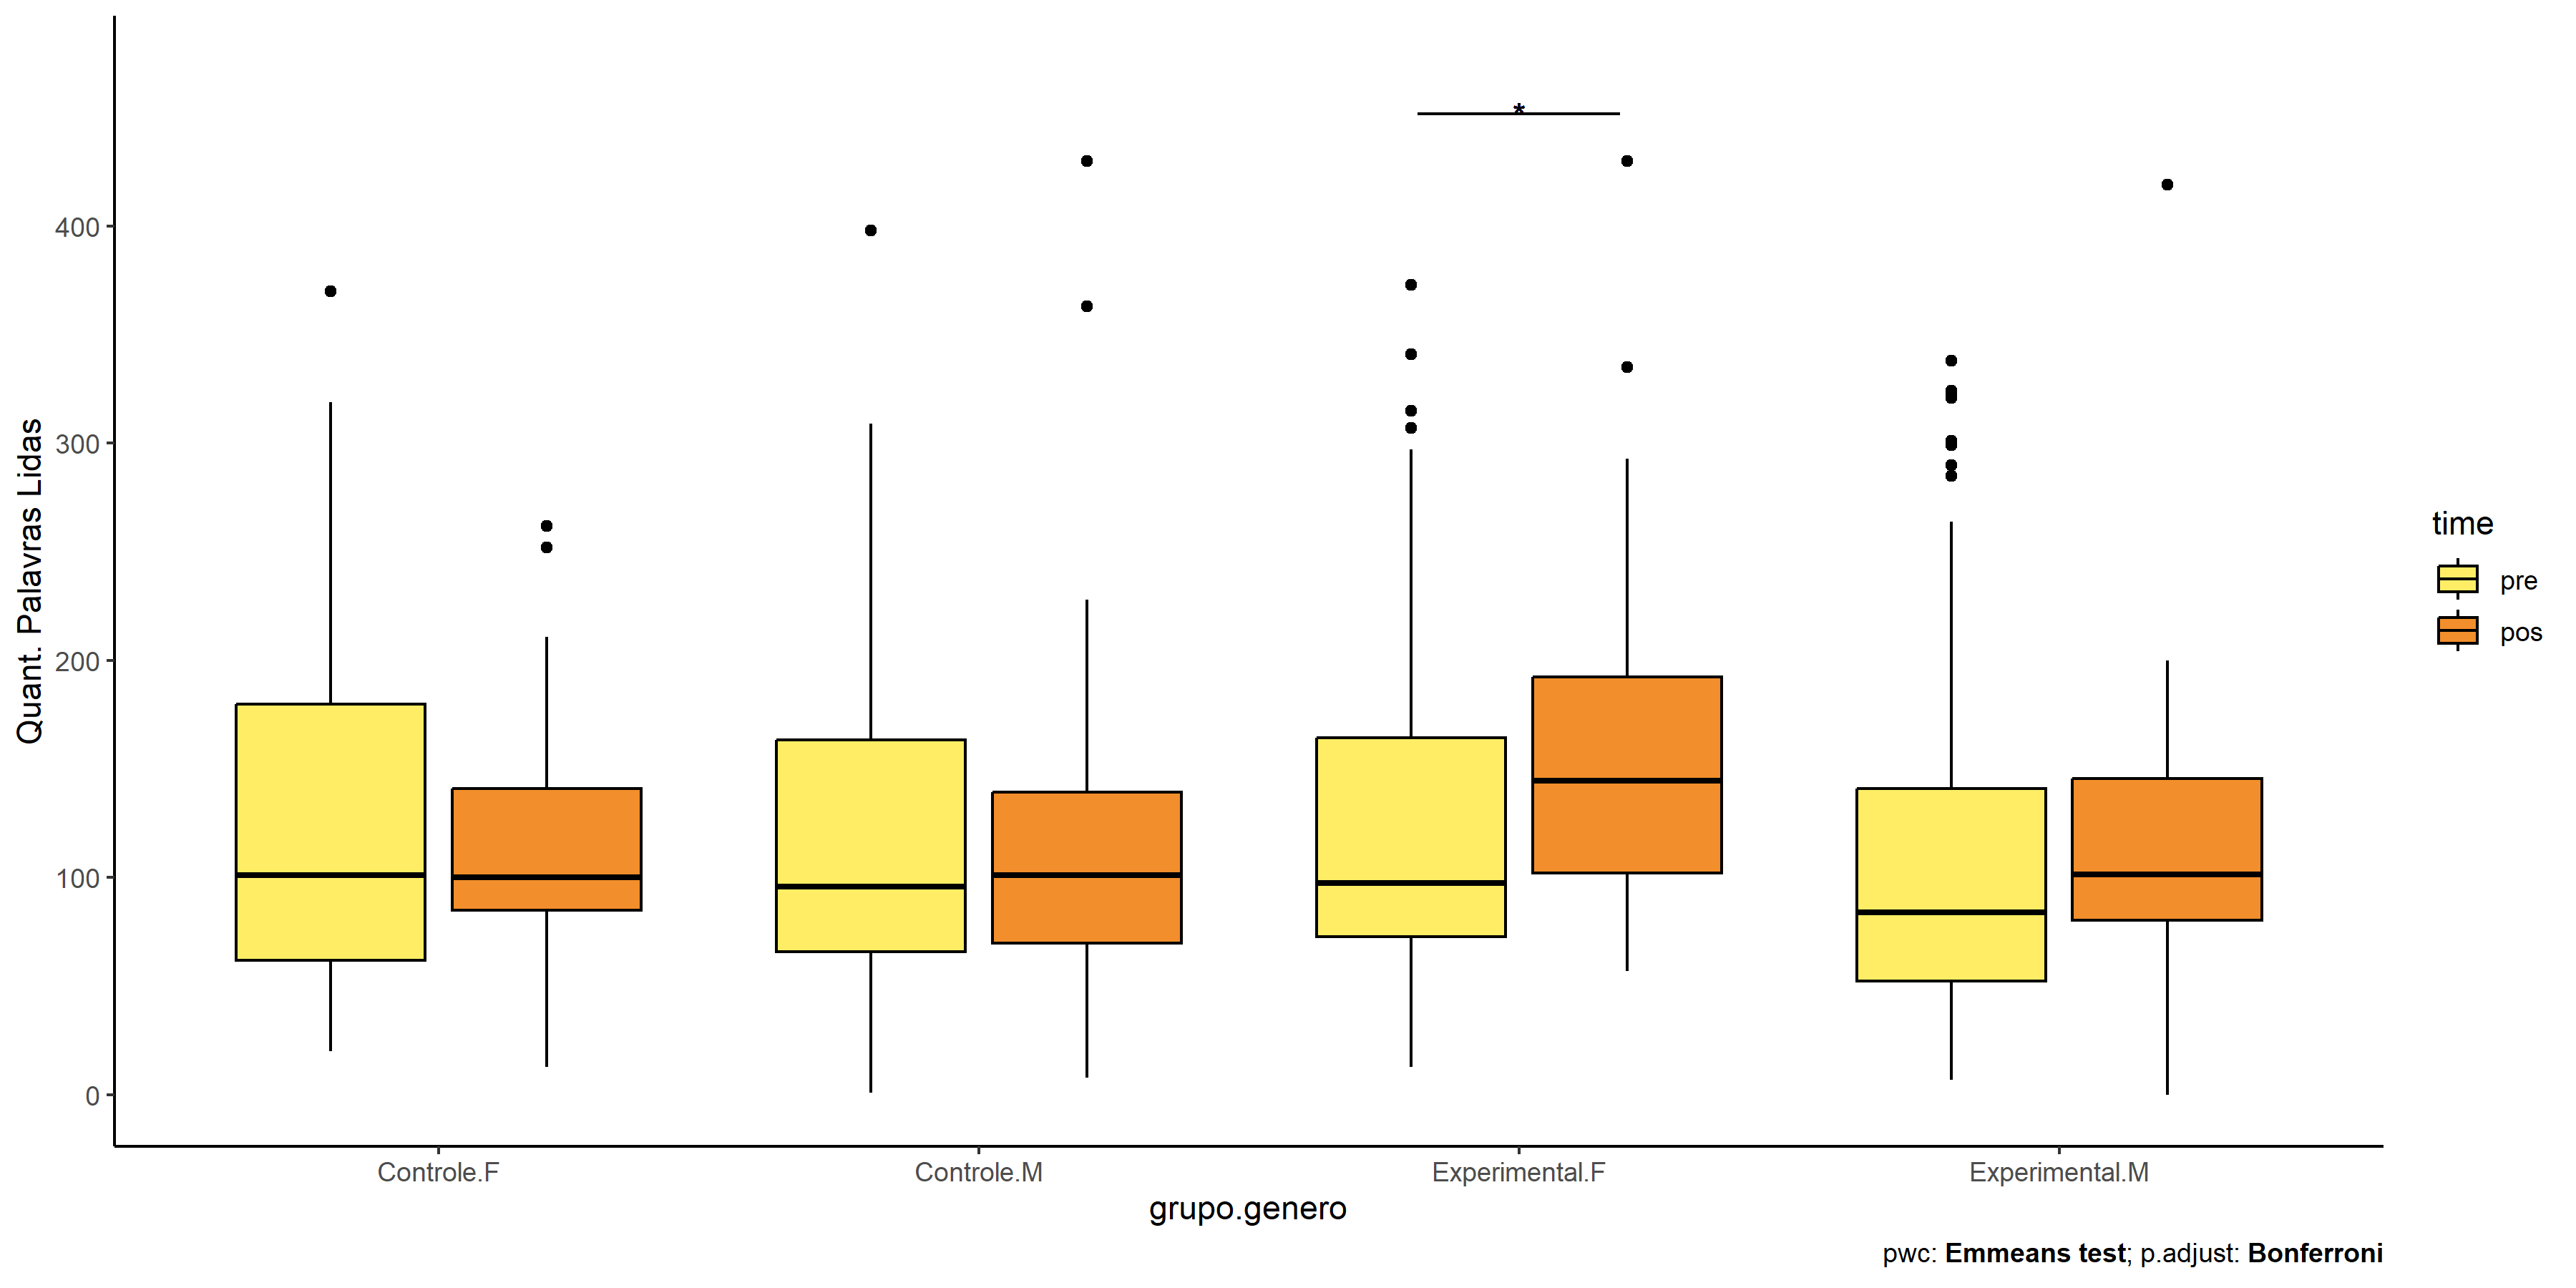 *
400
300
200
100
0
Quant. Palavras Lidas
Controle.F
Controle.M
Experimental.F
Experimental.M
grupo.genero
time
pre
pos
pwc: Emmeans test; p.adjust: Bonferroni